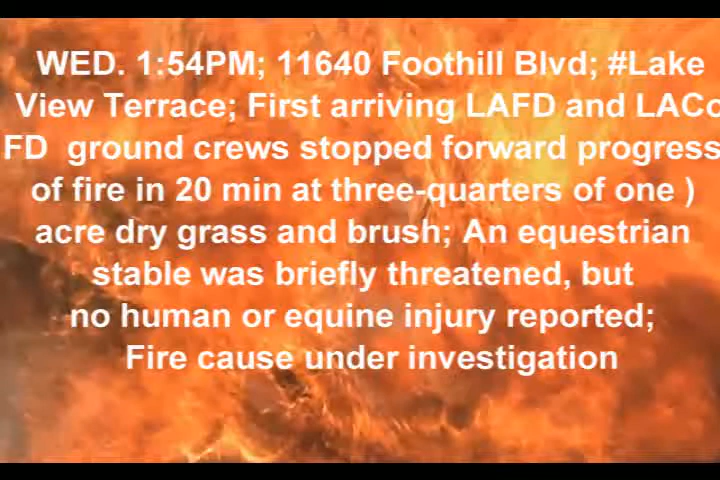 WED. 1:54PM; 11640 Foothill Blvd; #Lake
View Terrace; First arriving LAFD and LACo
FD ground crews stopped forward progress
of fire in 20 min at three-quarters of one )
acre dry grass and brush; An equestrian
stable was briefly threatened, but
no human or equine injury reported;
Fire cause under investigation